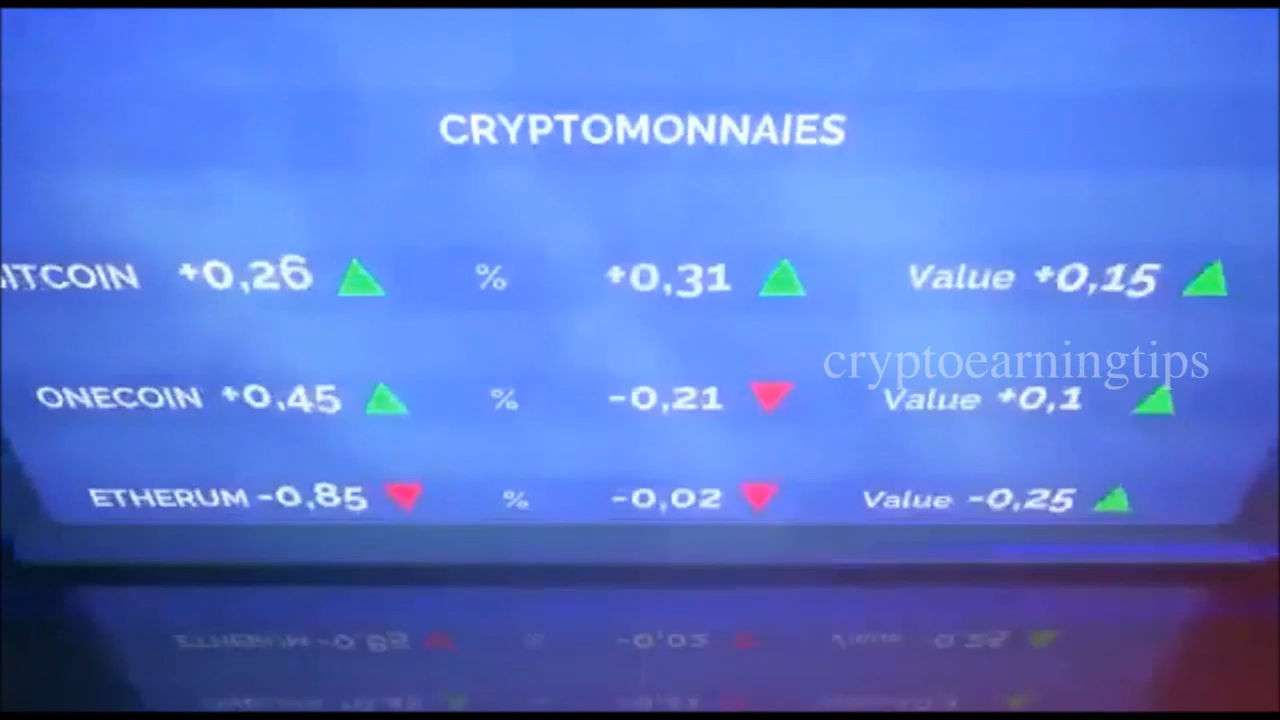 CRYPTOMONNAIES
ITCOIN +0,26 % +0,31 Value +0,15
cryptoearningtips
ONECOIN +0,45 % -0,21 Value +0,1
ETHERUM -0,85 % -0,02 Value -0,25